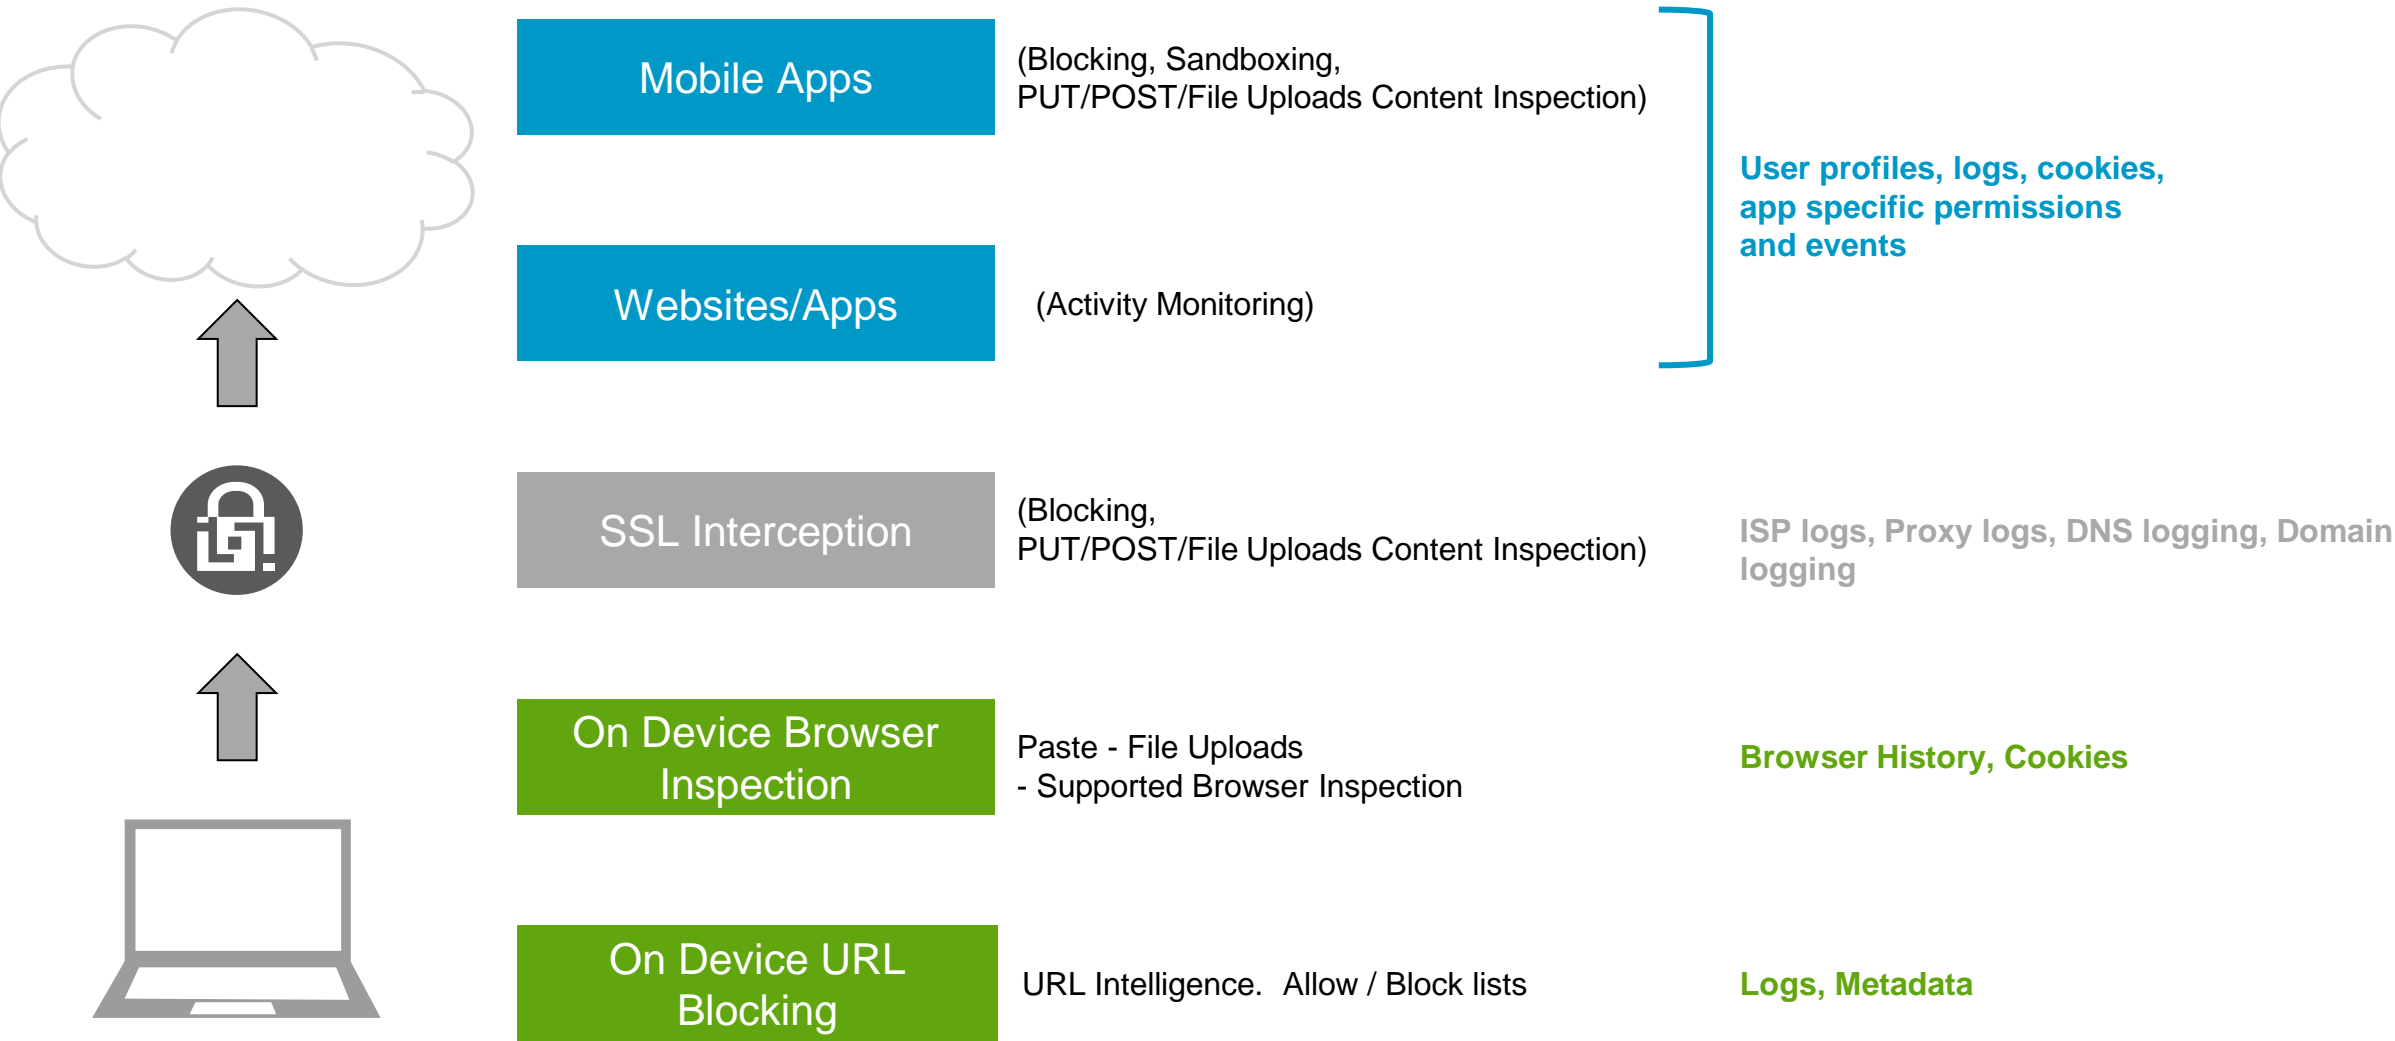 Mobile Apps
(Blocking, Sandboxing,
PUT/POST/File Uploads Content Inspection)
User profiles, logs, cookies,
app specific permissions
and events
Websites/Apps
(Activity Monitoring)
SSL Interception
(Blocking,
PUT/POST/File Uploads Content Inspection)
ISP logs, Proxy logs, DNS logging, Domain
logging
On Device Browser
Inspection
Paste - File Uploads
- Supported Browser Inspection
Browser History, Cookies
On Device URL
Blocking
URL Intelligence.  Allow / Block lists
Logs, Metadata